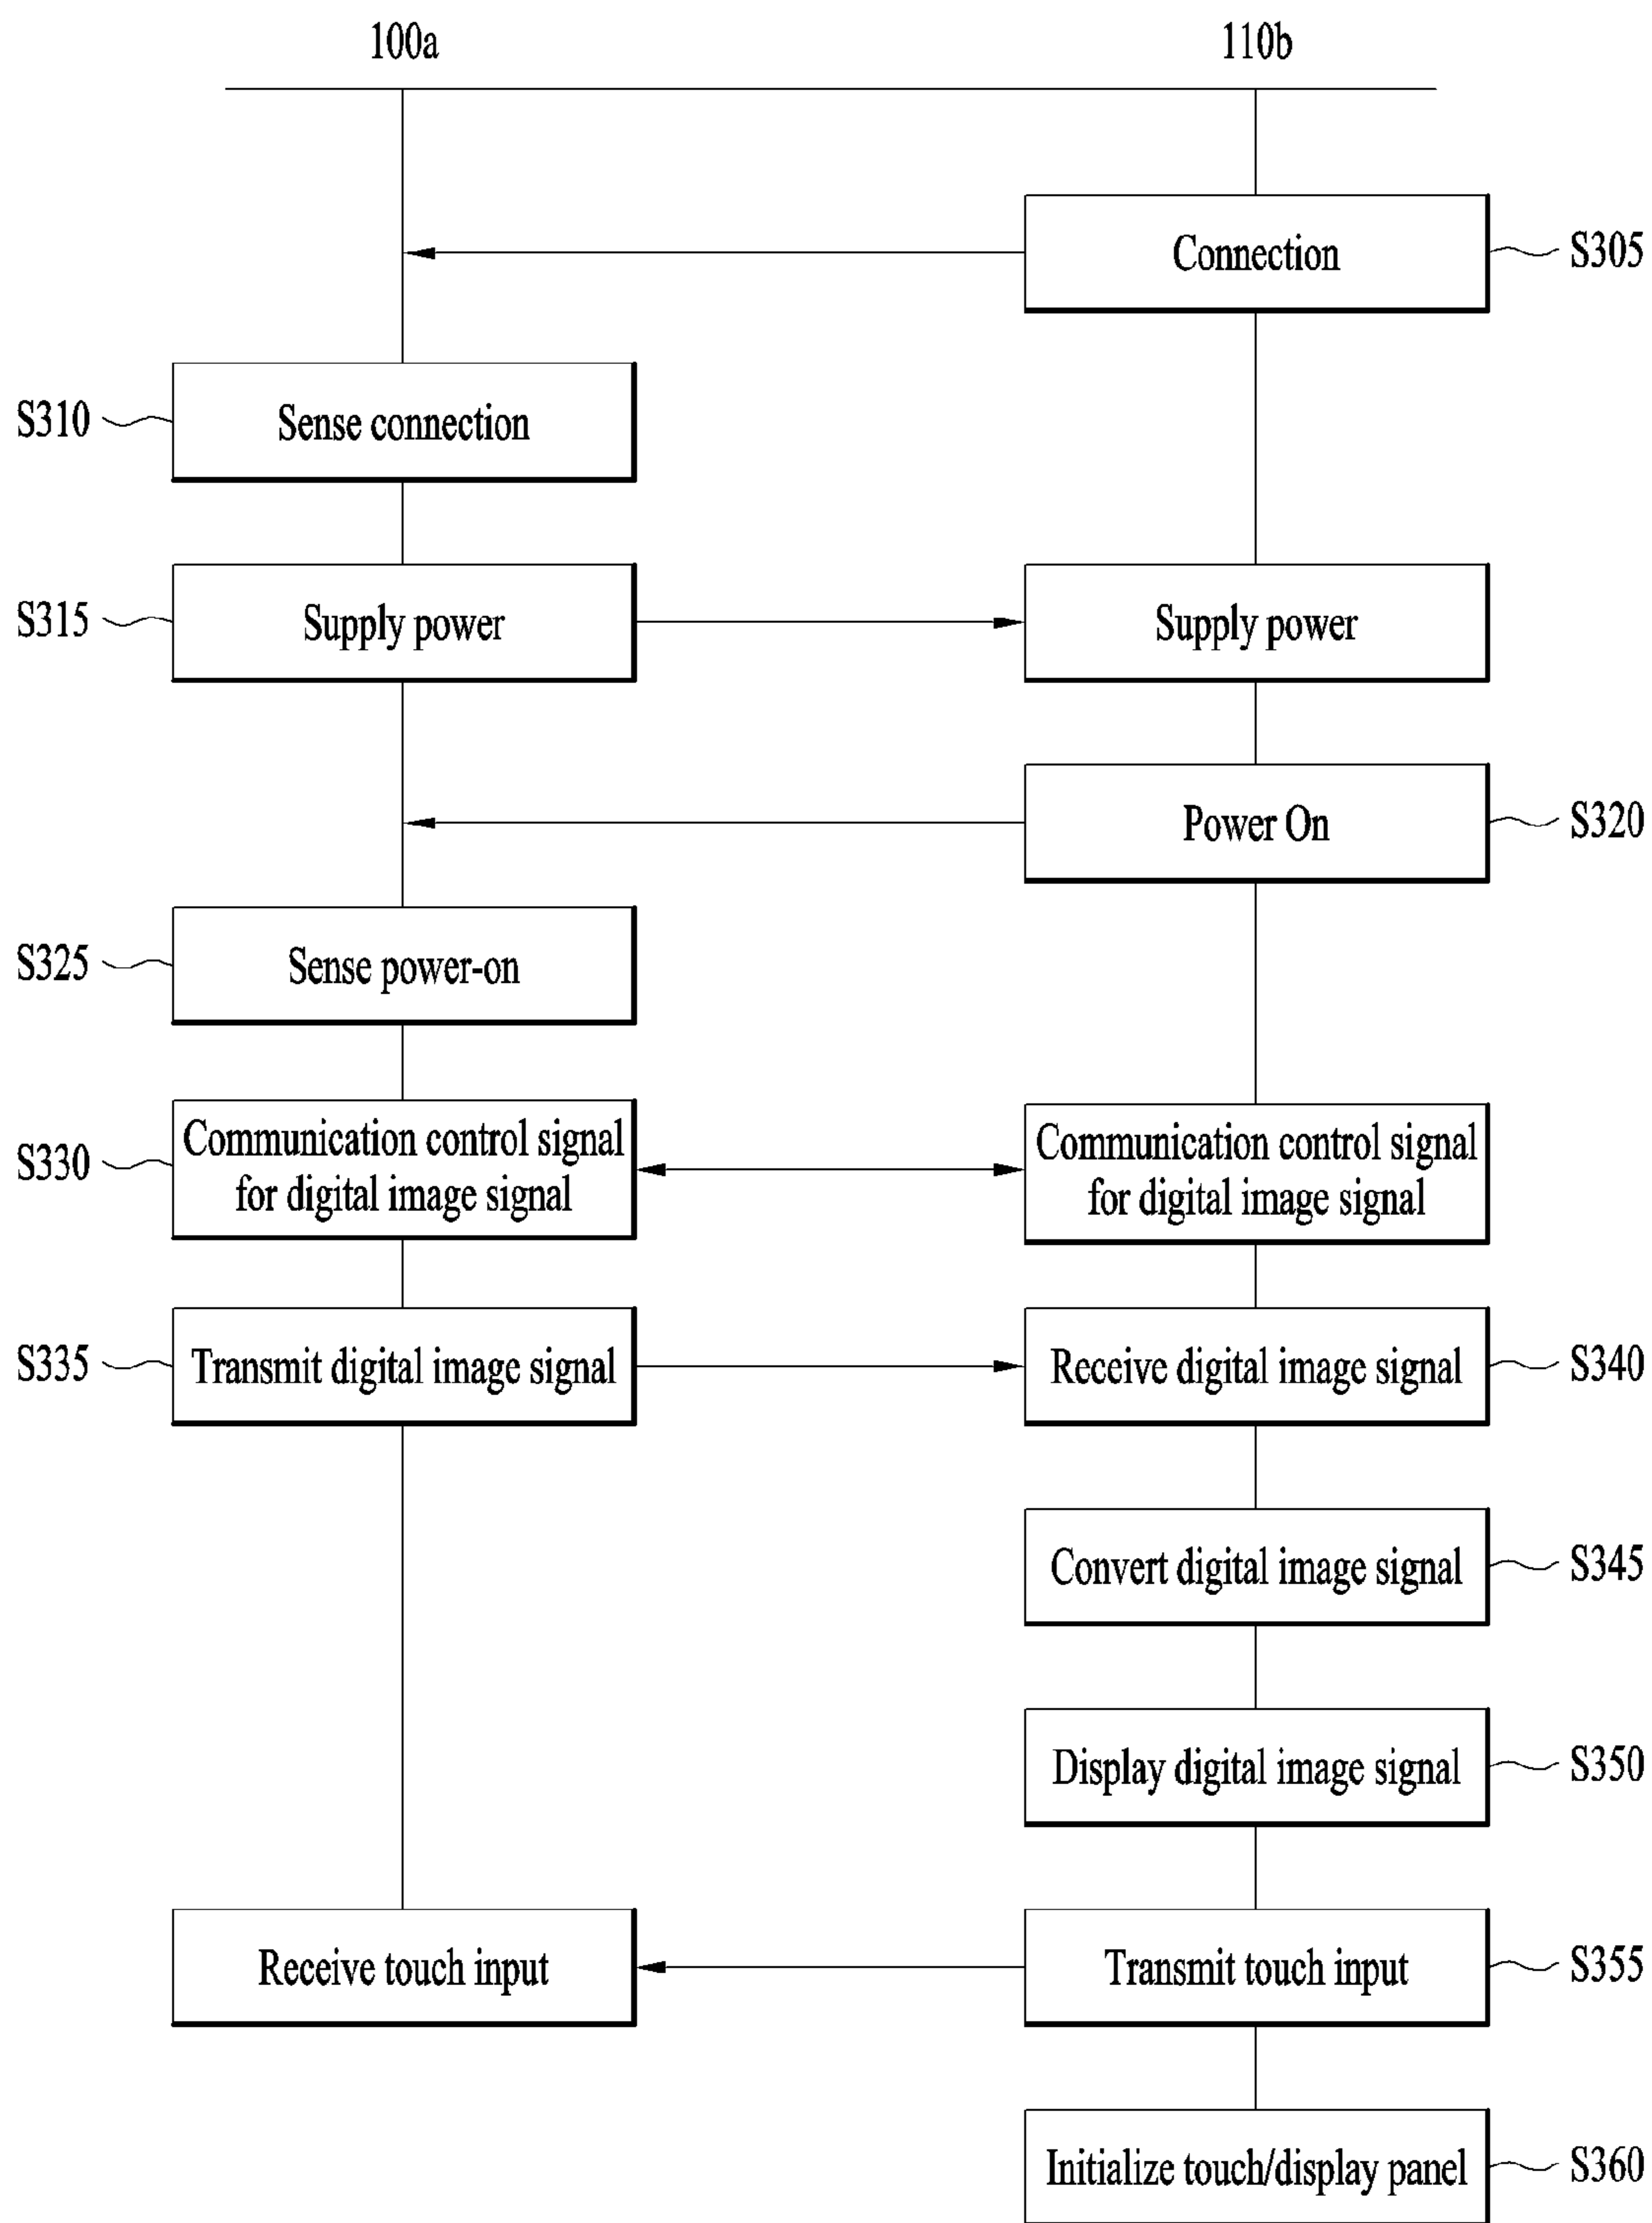 100a 110b
Connection S305
S310 Sense connection
S315 Supply power Supply power
Power On S320
S325 Sense power-on
S330 Communication control signal
for digital image signal
Communication control signal
for digital image signal
S335 Transmit digital image signal Receive digital image signal S340
Convert digital image signal S345
Display digital image signal S350
Receive touch input Transmit touch input S355
Initialize touch/display panel S360